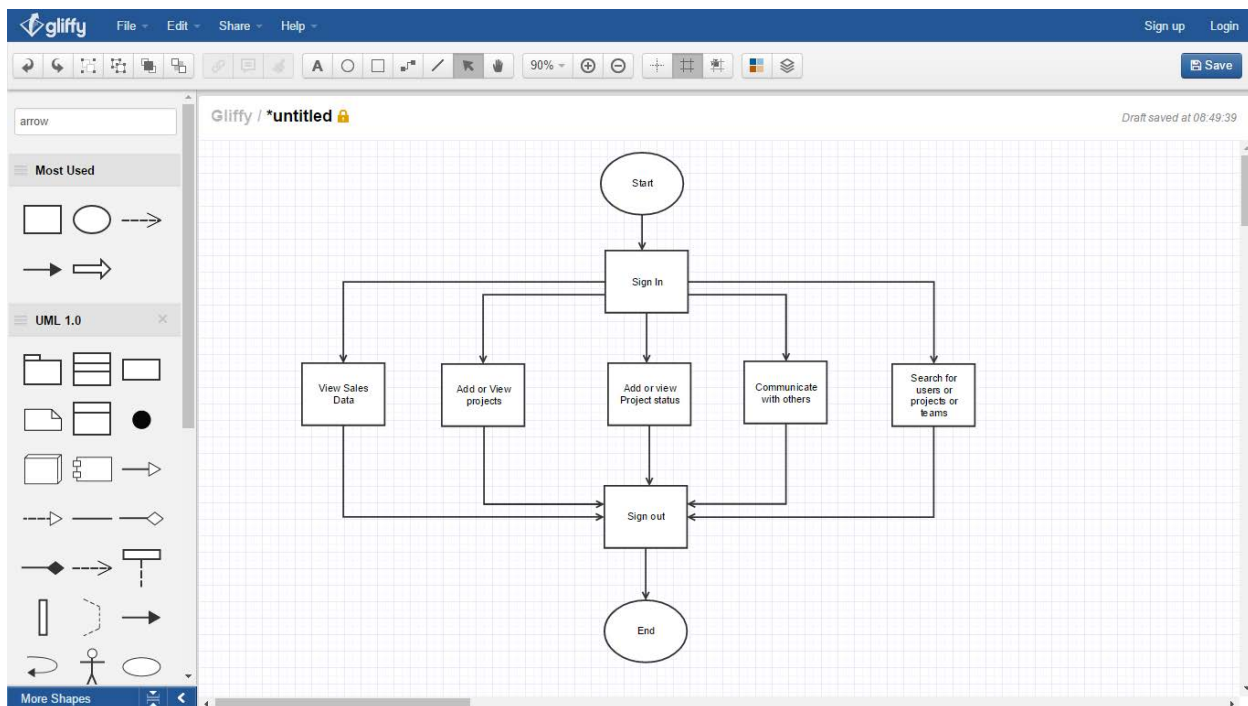 gliffy
File Edit Share Help
Sign up Login
A
90%
Save
arrow
Gliffy / *untitled
Draft saved at 08:49:39
Most Used
UML 1.0
More Shapes
Start
Sign In
View Sales
Data
Add or View
projects
Add or view
Project status
Communicate
with others
Search for
users or
projects or
teams
Sign out
End